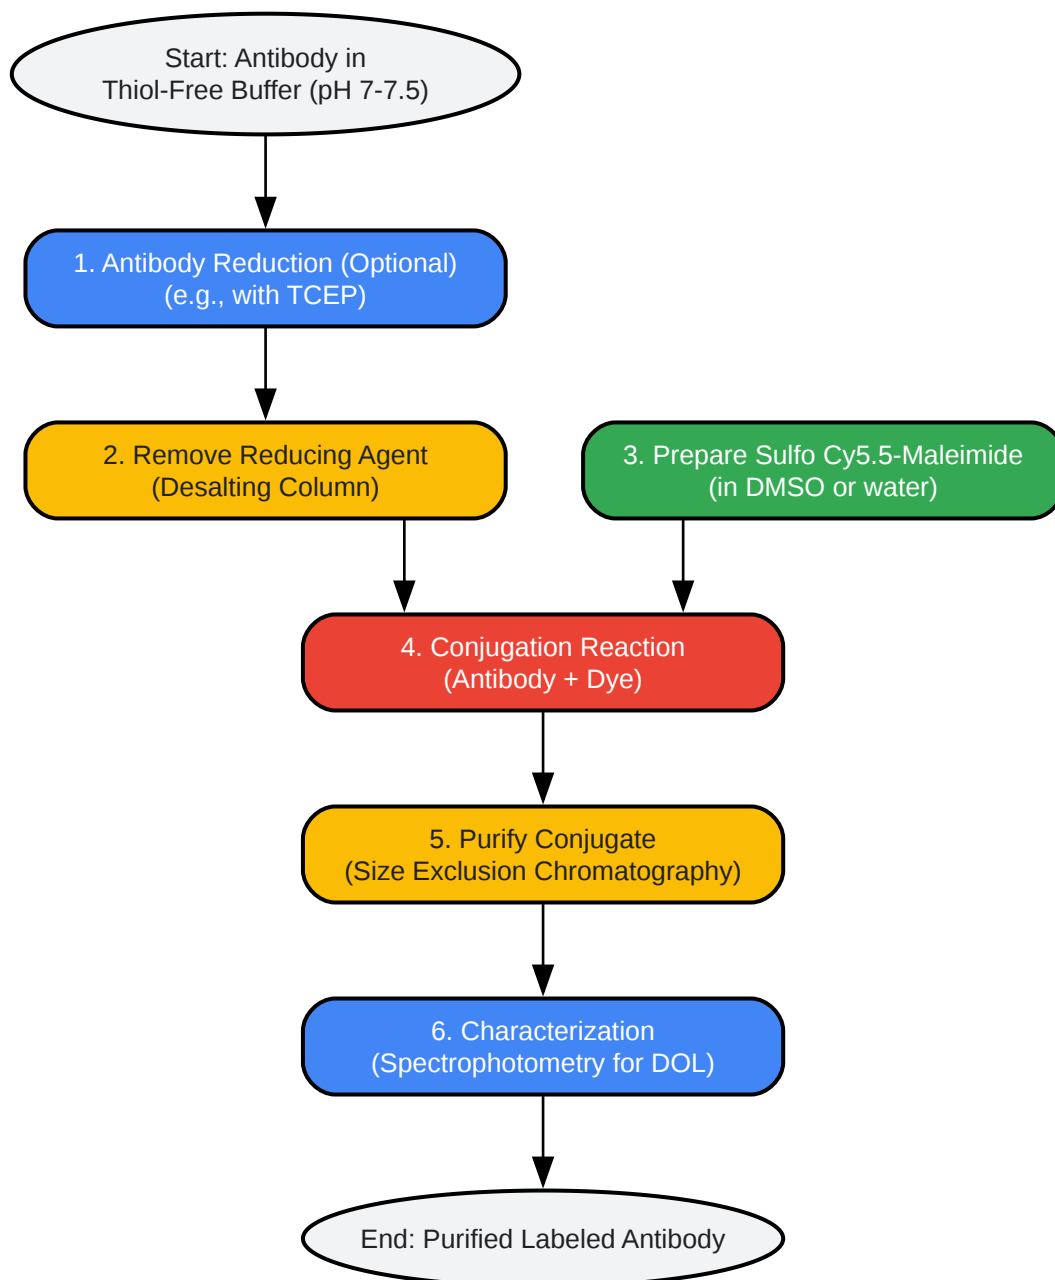 Start: Antibody in
Thiol-Free Buffer (pH 7-7.5)
1. Antibody Reduction (Optional)
(e.g., with TCEP)
2. Remove Reducing Agent
(Desalting Column)
3. Prepare Sulfo Cy5.5-Maleimide
(in DMSO or water)
4. Conjugation Reaction
(Antibody + Dye)
5. Purify Conjugate
(Size Exclusion Chromatography)
6. Characterization
(Spectrophotometry for DOL)
End: Purified Labeled Antibody